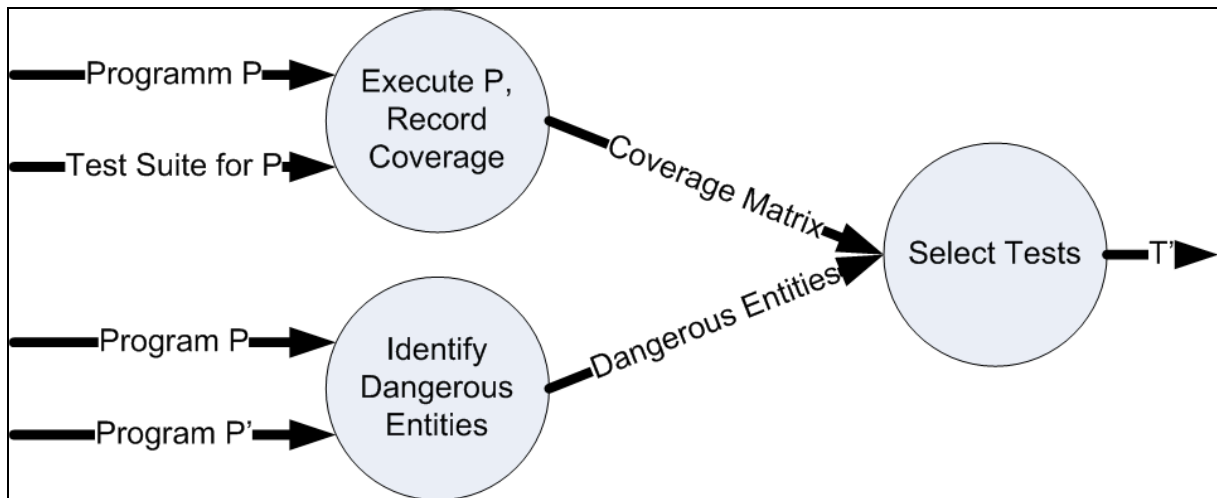 Programm P
Test Suite for P
Execute P,
Record
Coverage
Coverage Matrix
Program P
Program P'
Identify
Dangerous
Entities
Dangerous Entities
Select Tests
T'